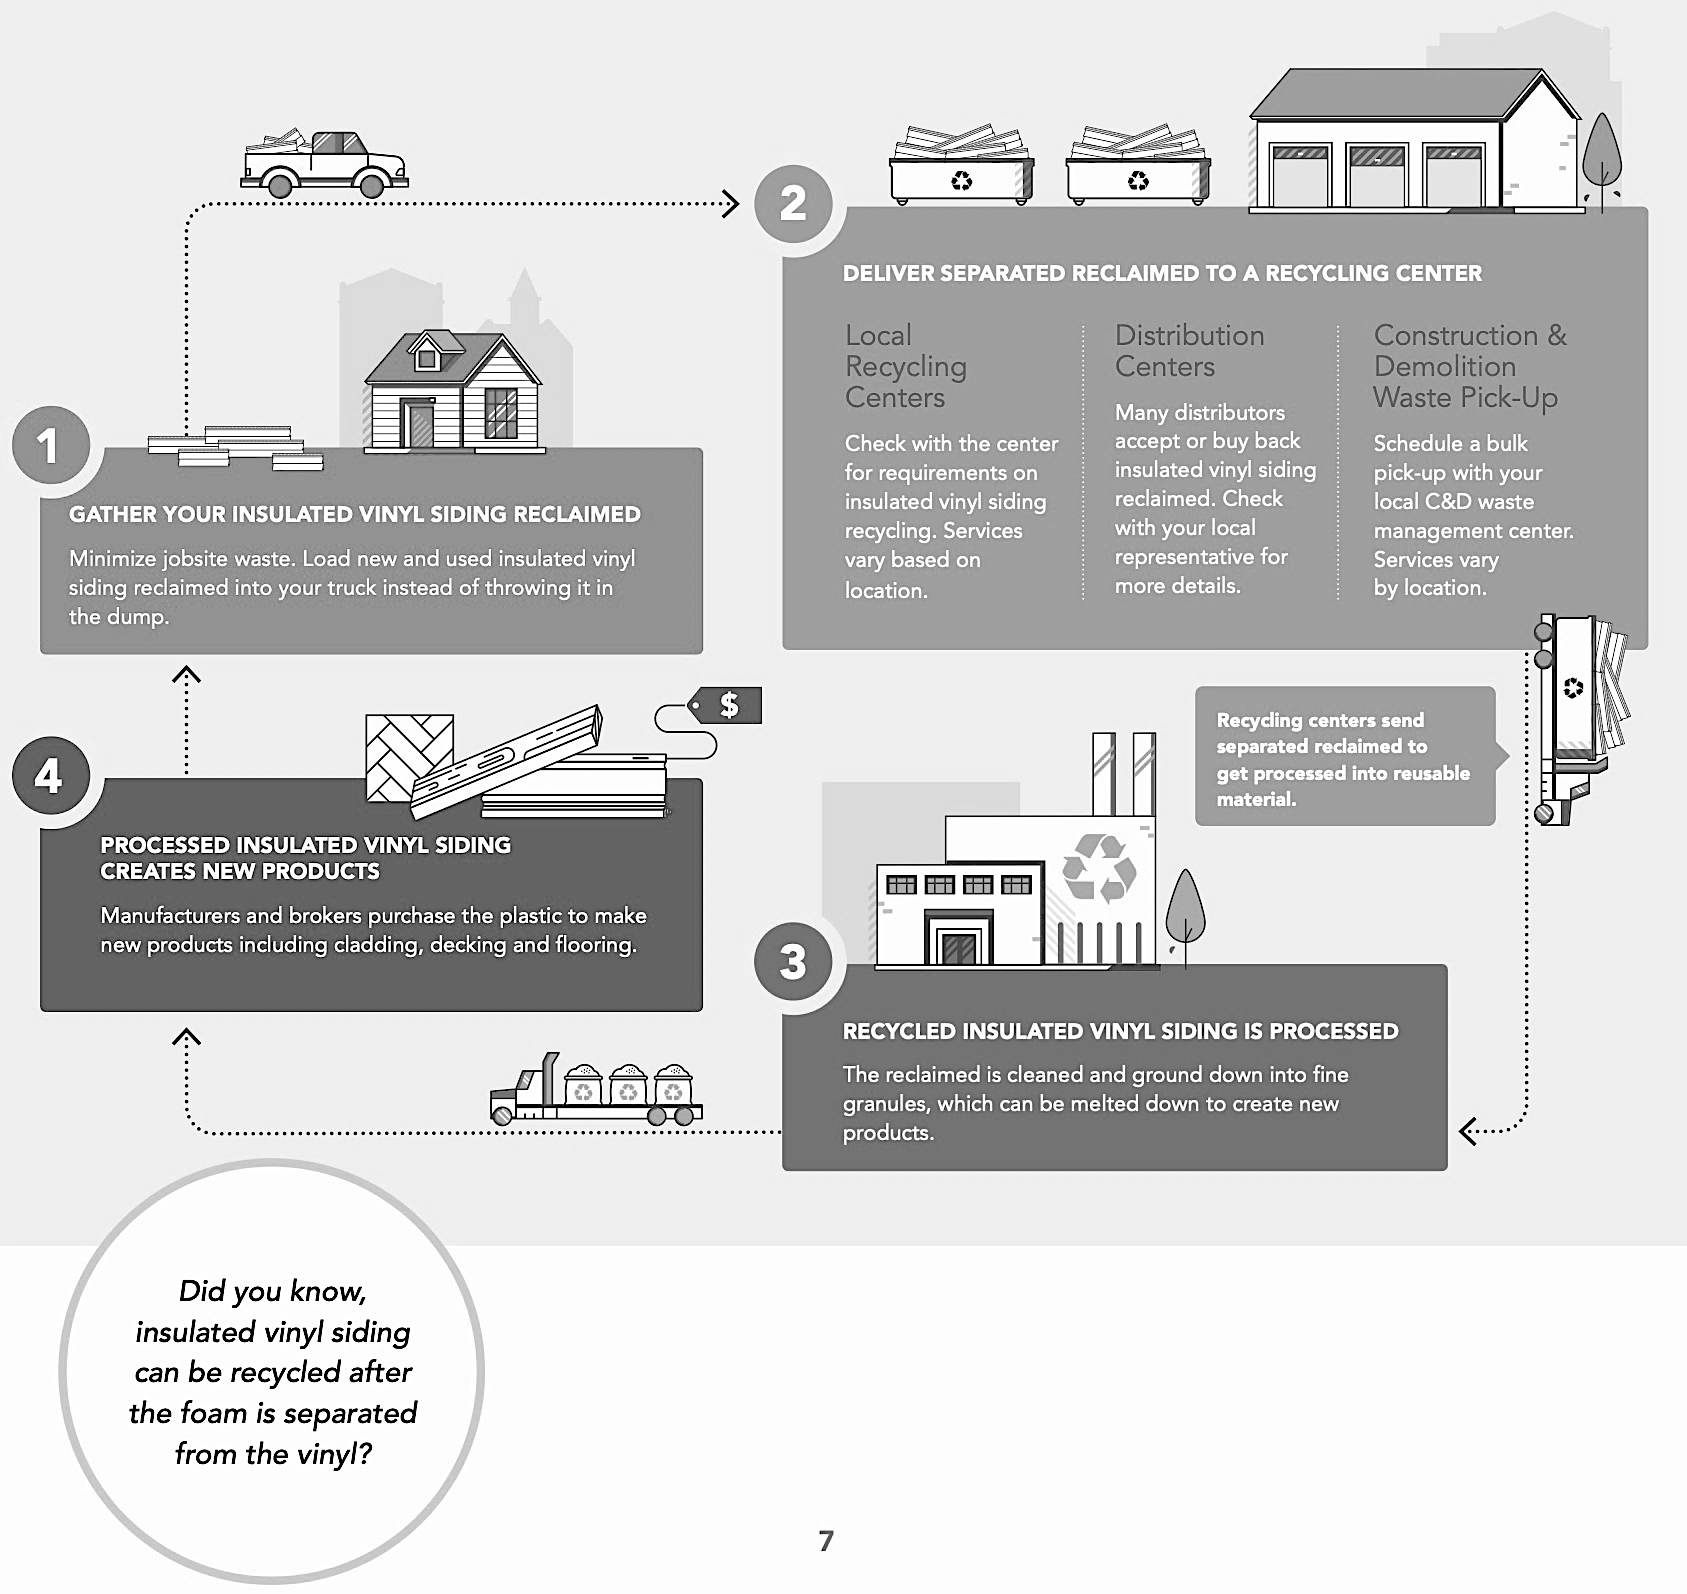 1
GATHER YOUR INSULATED VINYL SIDING RECLAIMED
Minimize jobsite waste. Load new and used insulated vinyl
siding reclaimed into your truck instead of throwing it in
the dump.
2
DELIVER SEPARATED RECLAIMED TO A RECYCLING CENTER
Local
Recycling
Centers
Check with the center
for requirements on
insulated vinyl siding
recycling. Services
vary based on
location.
Distribution
Centers
Many distributors
accept or buy back
insulated vinyl siding
reclaimed. Check
with your local
representative for
more details.
Construction &
Demolition
Waste Pick-Up
Schedule a bulk
pick-up with your
local C&D waste
management center.
Services vary
by location.
Recycling centers send
separated reclaimed to
get processed into reusable
material.
3
RECYCLED INSULATED VINYL SIDING IS PROCESSED
The reclaimed is cleaned and ground down into fine
granules, which can be melted down to create new
products.
$
4
PROCESSED INSULATED VINYL SIDING
CREATES NEW PRODUCTS
Manufacturers and brokers purchase the plastic to make
new products including cladding, decking and flooring.
Did you know,
insulated vinyl siding
can be recycled after
the foam is separated
from the vinyl?
7